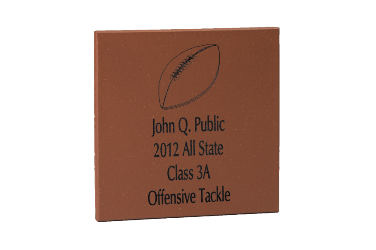 John Q. Public
2012 All State
Class 3A
Offensive Tackle